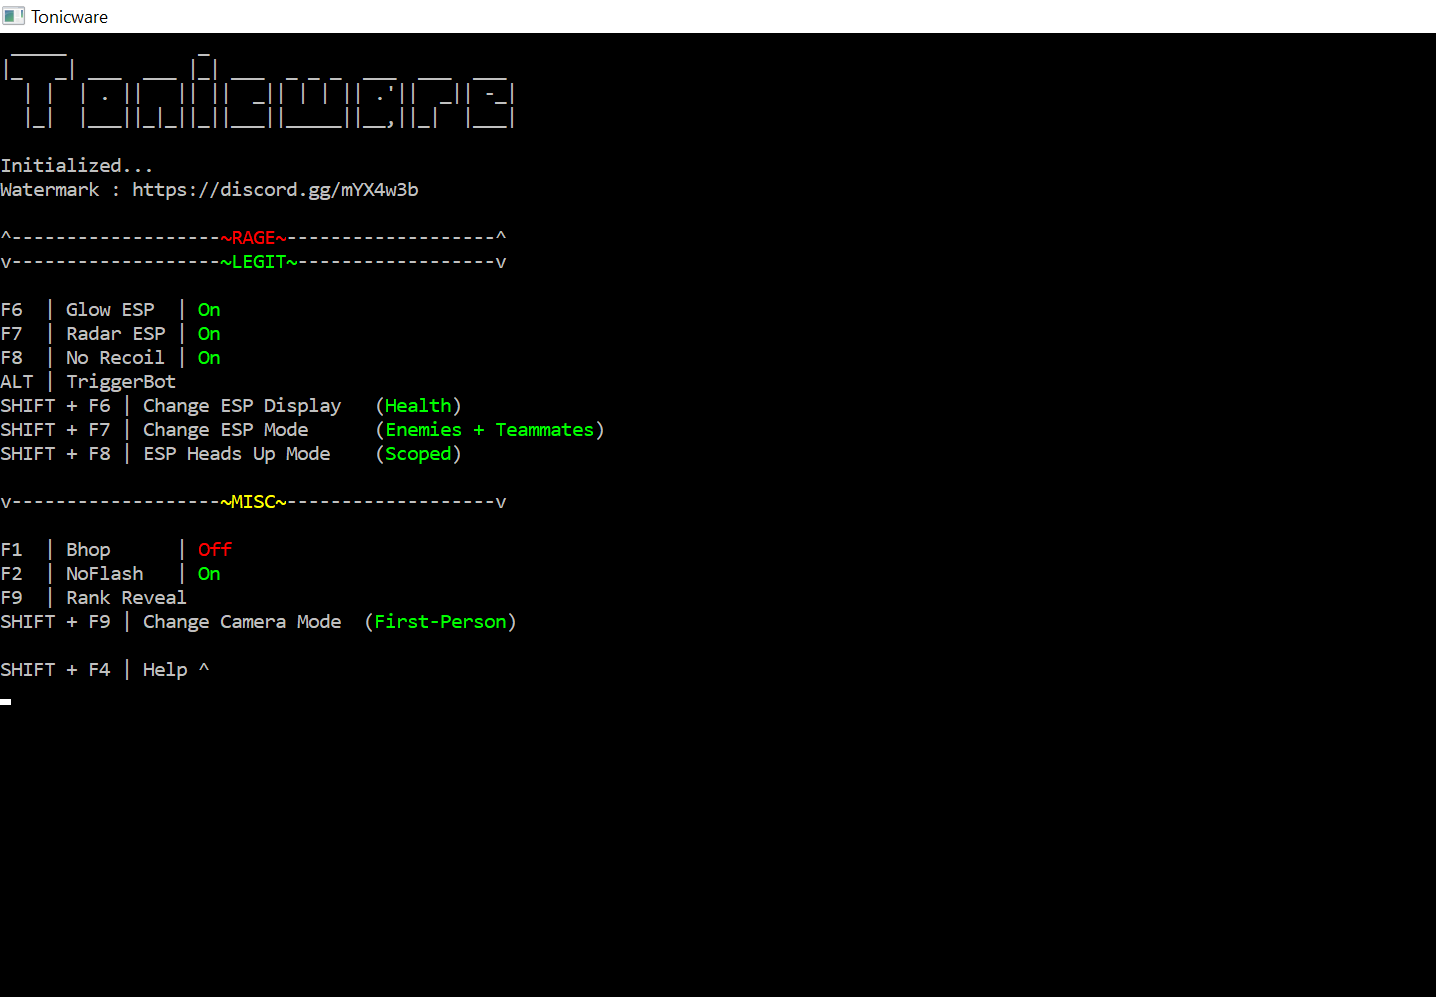 Tonicware
Tonicware
Initialized...
Watermark : https://discord.gg/mYX4w3b
^-------------------~RAGE~-------------------^
v-------------------~LEGIT~------------------v
F6  | Glow ESP  | On
F7  | Radar ESP | On
F8  | No Recoil | On
ALT | TriggerBot
SHIFT + F6 | Change ESP Display   (Health)
SHIFT + F7 | Change ESP Mode      (Enemies + Teammates)
SHIFT + F8 | ESP Heads Up Mode    (Scoped)
v-------------------~MISC~-------------------v
F1  | Bhop      | Off
F2  | NoFlash   | On
F9  | Rank Reveal
SHIFT + F9 | Change Camera Mode  (First-Person)
SHIFT + F4 | Help ^